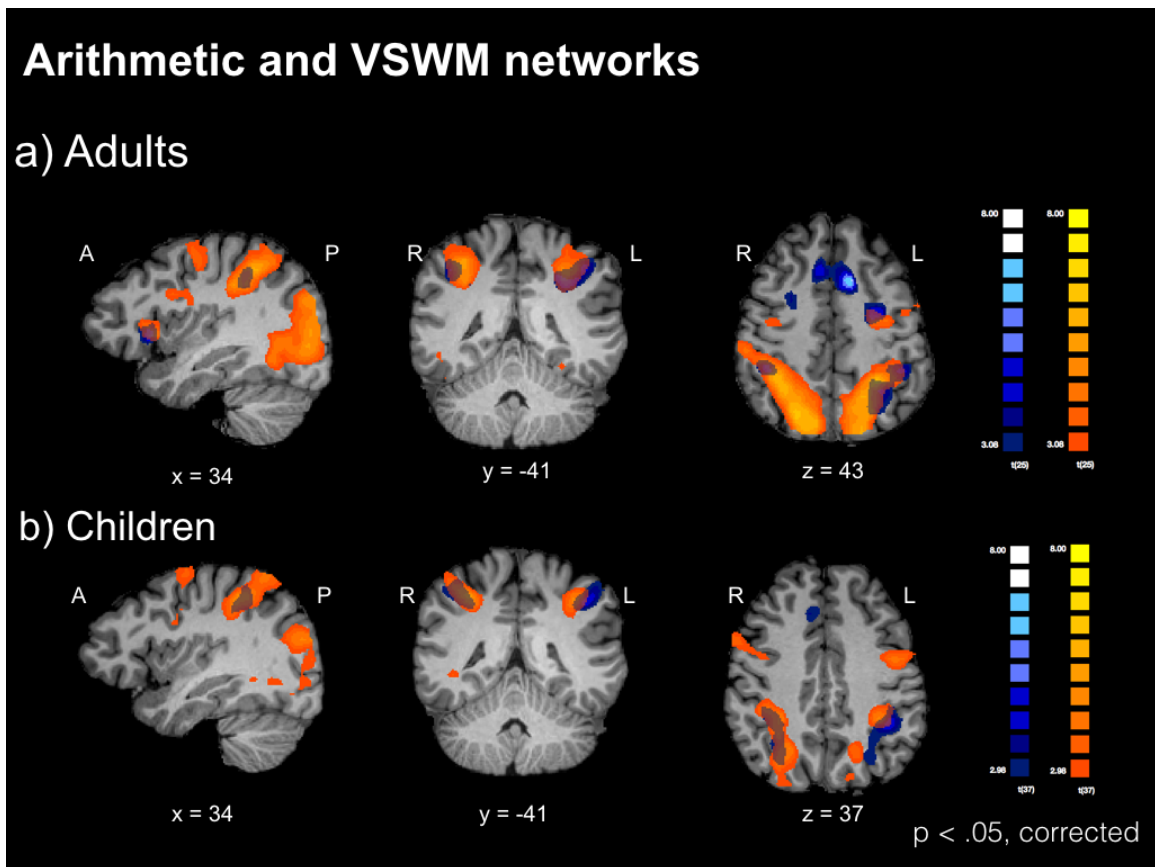 Arithmetic and VSWM networks
a) Adults
A P R L R L
x = 34 y = -41 z = 43
8.00 8.00
3.08 3.08
t(25) t(25)
b) Children
A P R L R L
x = 34 y = -41 z = 37
8.00 8.00
2.98 2.98
t(37) t(37)
p < .05, corrected